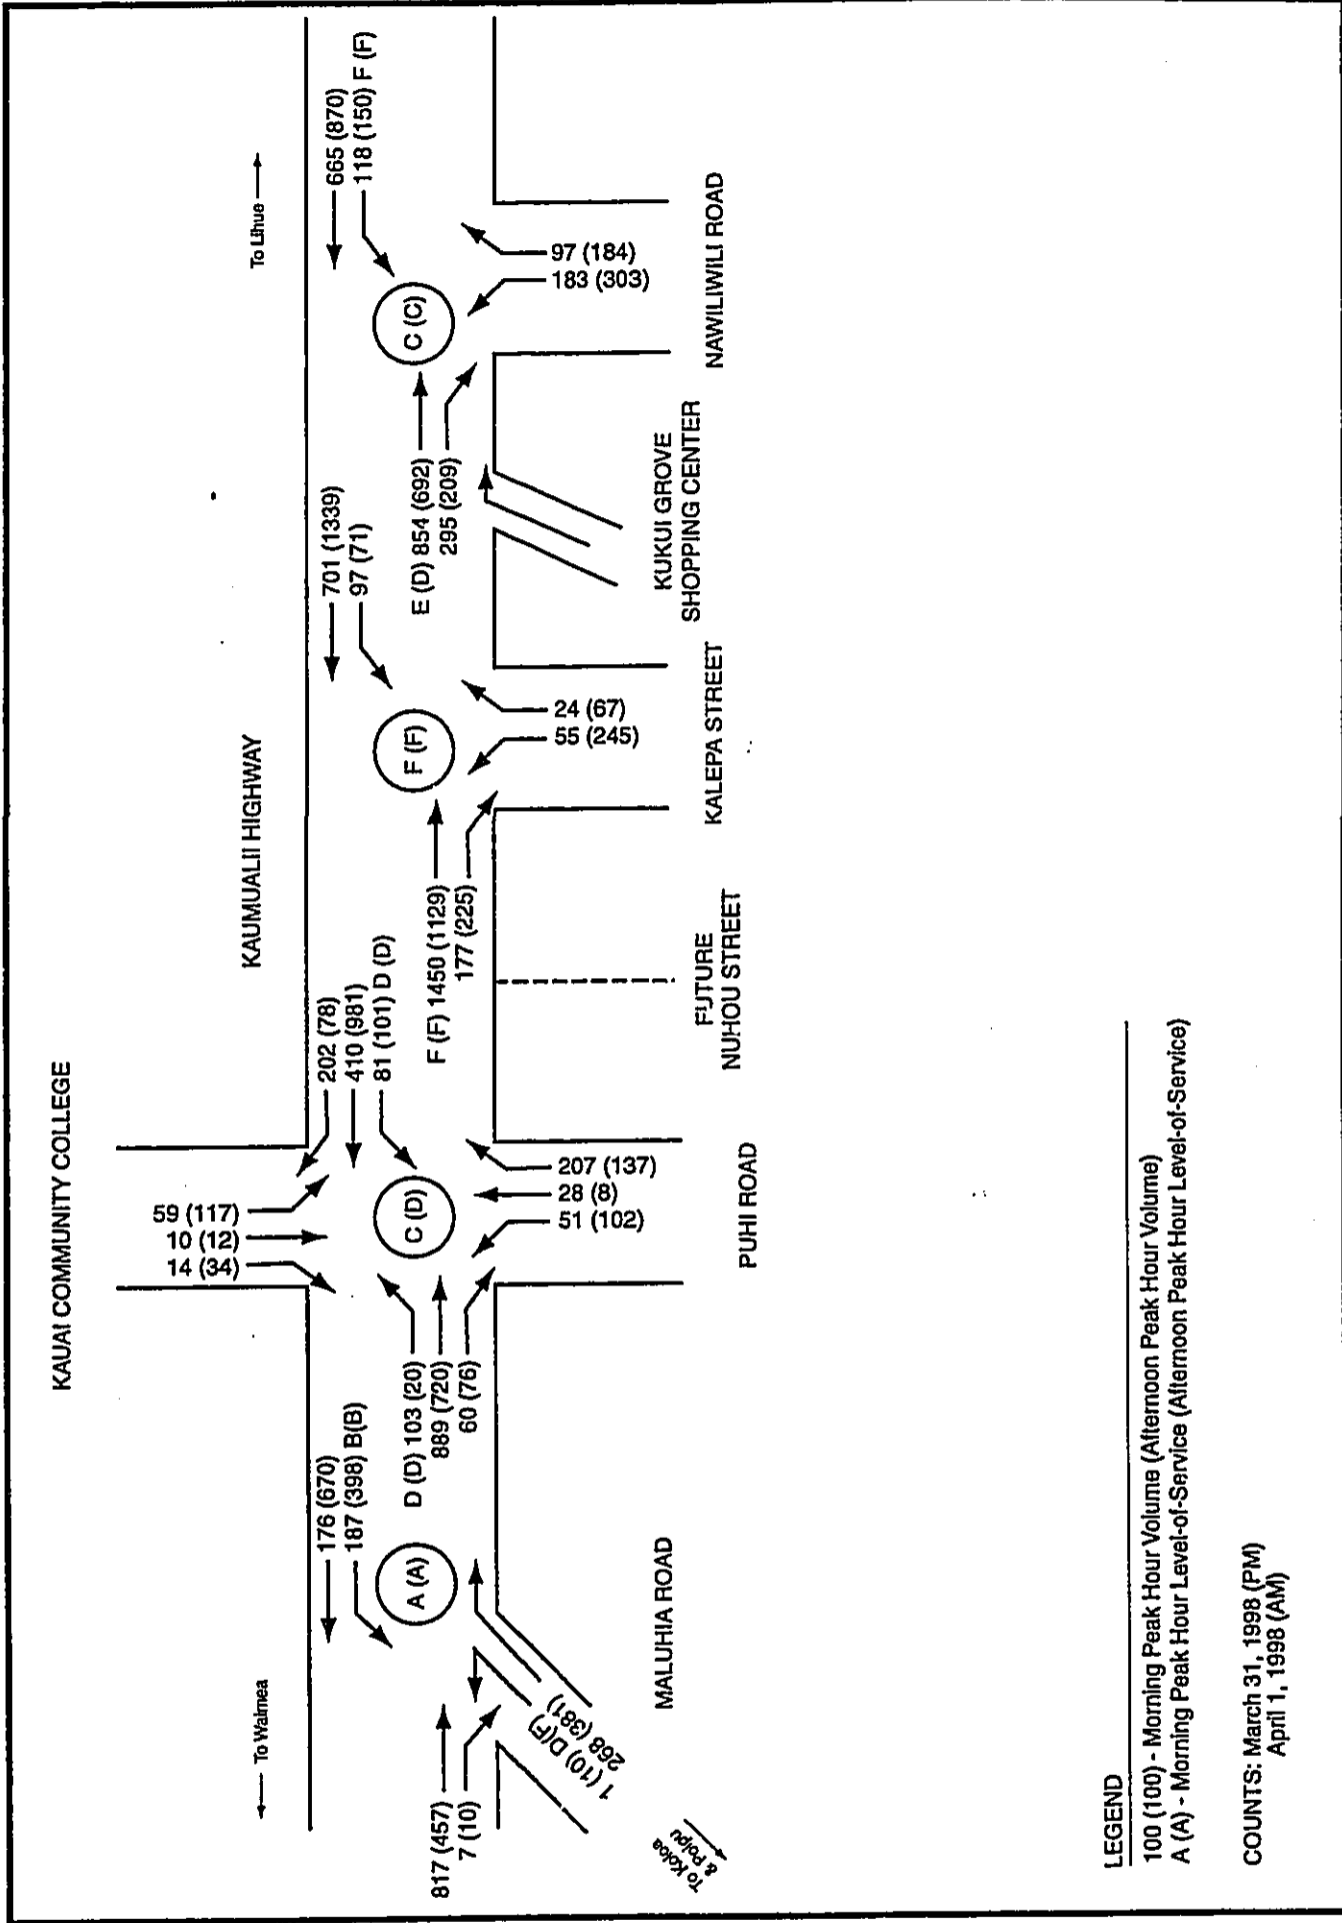 KAUAI COMMUNITY COLLEGE
KAUMUALII HIGHWAY
← To Waimea
To Lihue →
176 (670)
187 (398) B(B)
A (A)
817 (457)
7 (10)
1 (10) D(F)
268 (381)
To Koloa
& Poipu
MALUHIA ROAD
59 (117)
10 (12)
14 (34)
202 (78)
410 (981)
81 (101) D (D)
C (D)
D (D) 103 (20)
889 (720)
60 (76)
207 (137)
28 (8)
51 (102)
PUHI ROAD
FUTURE
NUHOU STREET
701 (1339)
97 (71)
F (F)
F (F) 1450 (1129)
177 (225)
24 (67)
55 (245)
KALEPA STREET
KUKUI GROVE
SHOPPING CENTER
665 (870)
118 (150) F (F)
C (C)
E (D) 854 (692)
295 (209)
97 (184)
183 (303)
NAWILIWILI ROAD
LEGEND
100 (100) - Morning Peak Hour Volume (Afternoon Peak Hour Volume)
A (A) - Morning Peak Hour Level-of-Service (Afternoon Peak Hour Level-of-Service)
COUNTS: March 31, 1998 (PM)
April 1, 1998 (AM)